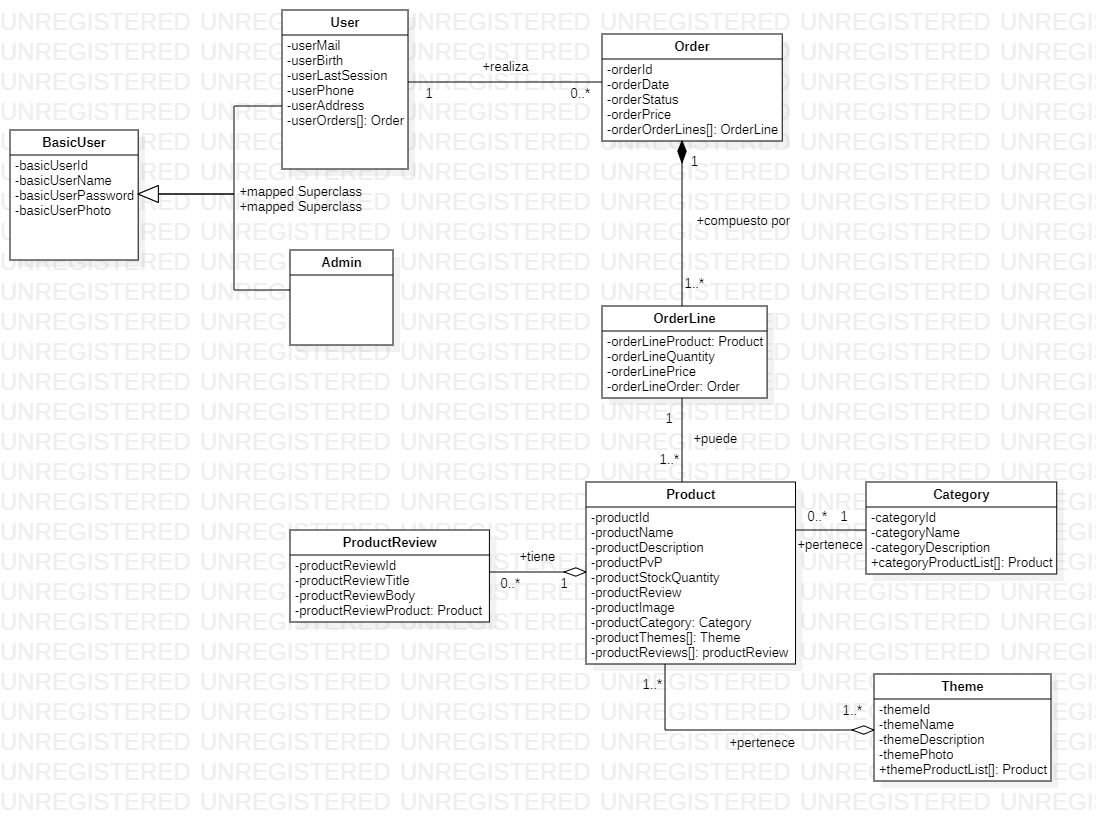 User
-userMail
-userBirth
-userLastSession
-userPhone
-userAddress
-userOrders[]: Order
+realiza
1
0..*
Order
-orderId
-orderDate
-orderStatus
-orderPrice
-orderOrderLines[]: OrderLine
BasicUser
-basicUserId
-basicUserName
-basicUserPassword
-basicUserPhoto
+mapped Superclass
+mapped Superclass
Admin
1
+compuesto por
1..*
OrderLine
-orderLineProduct: Product
-orderLineQuantity
-orderLinePrice
-orderLineOrder: Order
1
+puede
1..*
Product
-productId
-productName
-productDescription
-productPvP
-productStockQuantity
-productReview
-productImage
-productCategory: Category
-productThemes[]: Theme
-productReviews[]: productReview
0..* 1
+pertenece
Category
-categoryId
-categoryName
-categoryDescription
+categoryProductList[]: Product
ProductReview
-productReviewId
-productReviewTitle
-productReviewBody
-productReviewProduct: Product
+tiene
0..*
1
1..*
1..*
+pertenece
Theme
-themeId
-themeName
-themeDescription
-themePhoto
+themeProductList[]: Product
UNREGISTERED